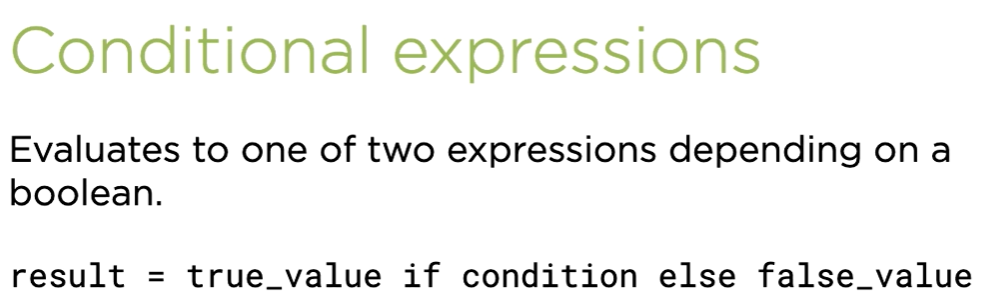 Conditional expressions
Evaluates to one of two expressions depending on a
boolean.
result = true_value if condition else false_value